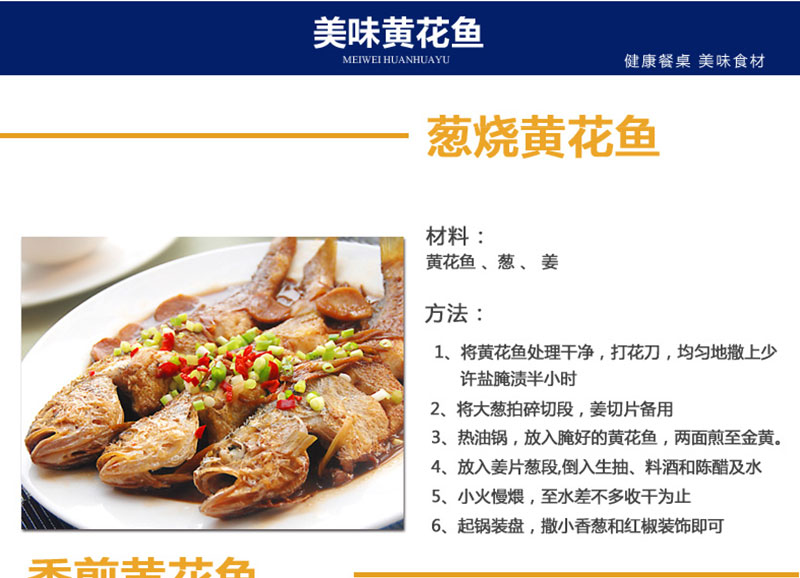 美味黄花鱼
MEIWEI HUANHUAYU
健康餐桌 美味食材
葱烧黄花鱼
材料：
黄花鱼 、葱 、 姜
方法：
1、将黄花鱼处理干净，打花刀，均匀地撒上少
许盐腌渍半小时
2、将大葱拍碎切段，姜切片备用
3、热油锅，放入腌好的黄花鱼，两面煎至金黄。
4、放入姜片葱段,倒入生抽、料酒和陈醋及水
5、小火慢煨，至水差不多收干为止
6、起锅装盘，撒小香葱和红椒装饰即可
香煎黄花鱼